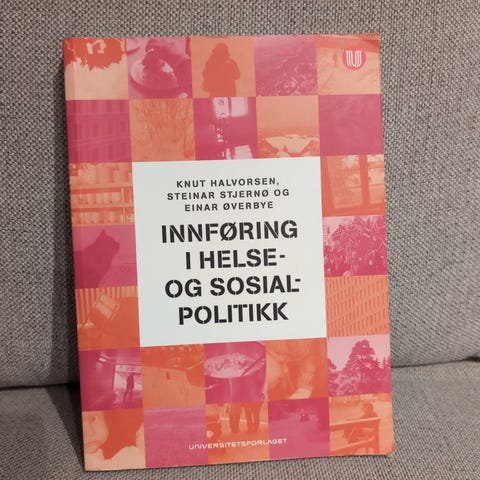 KNUT HALVORSEN,
STEINAR STJERNØ OG
EINAR ØVERBYE
INNFØRING
I HELSE-
OG SOSIAL-
POLITIKK
UNIVERSITETSFORLAGET